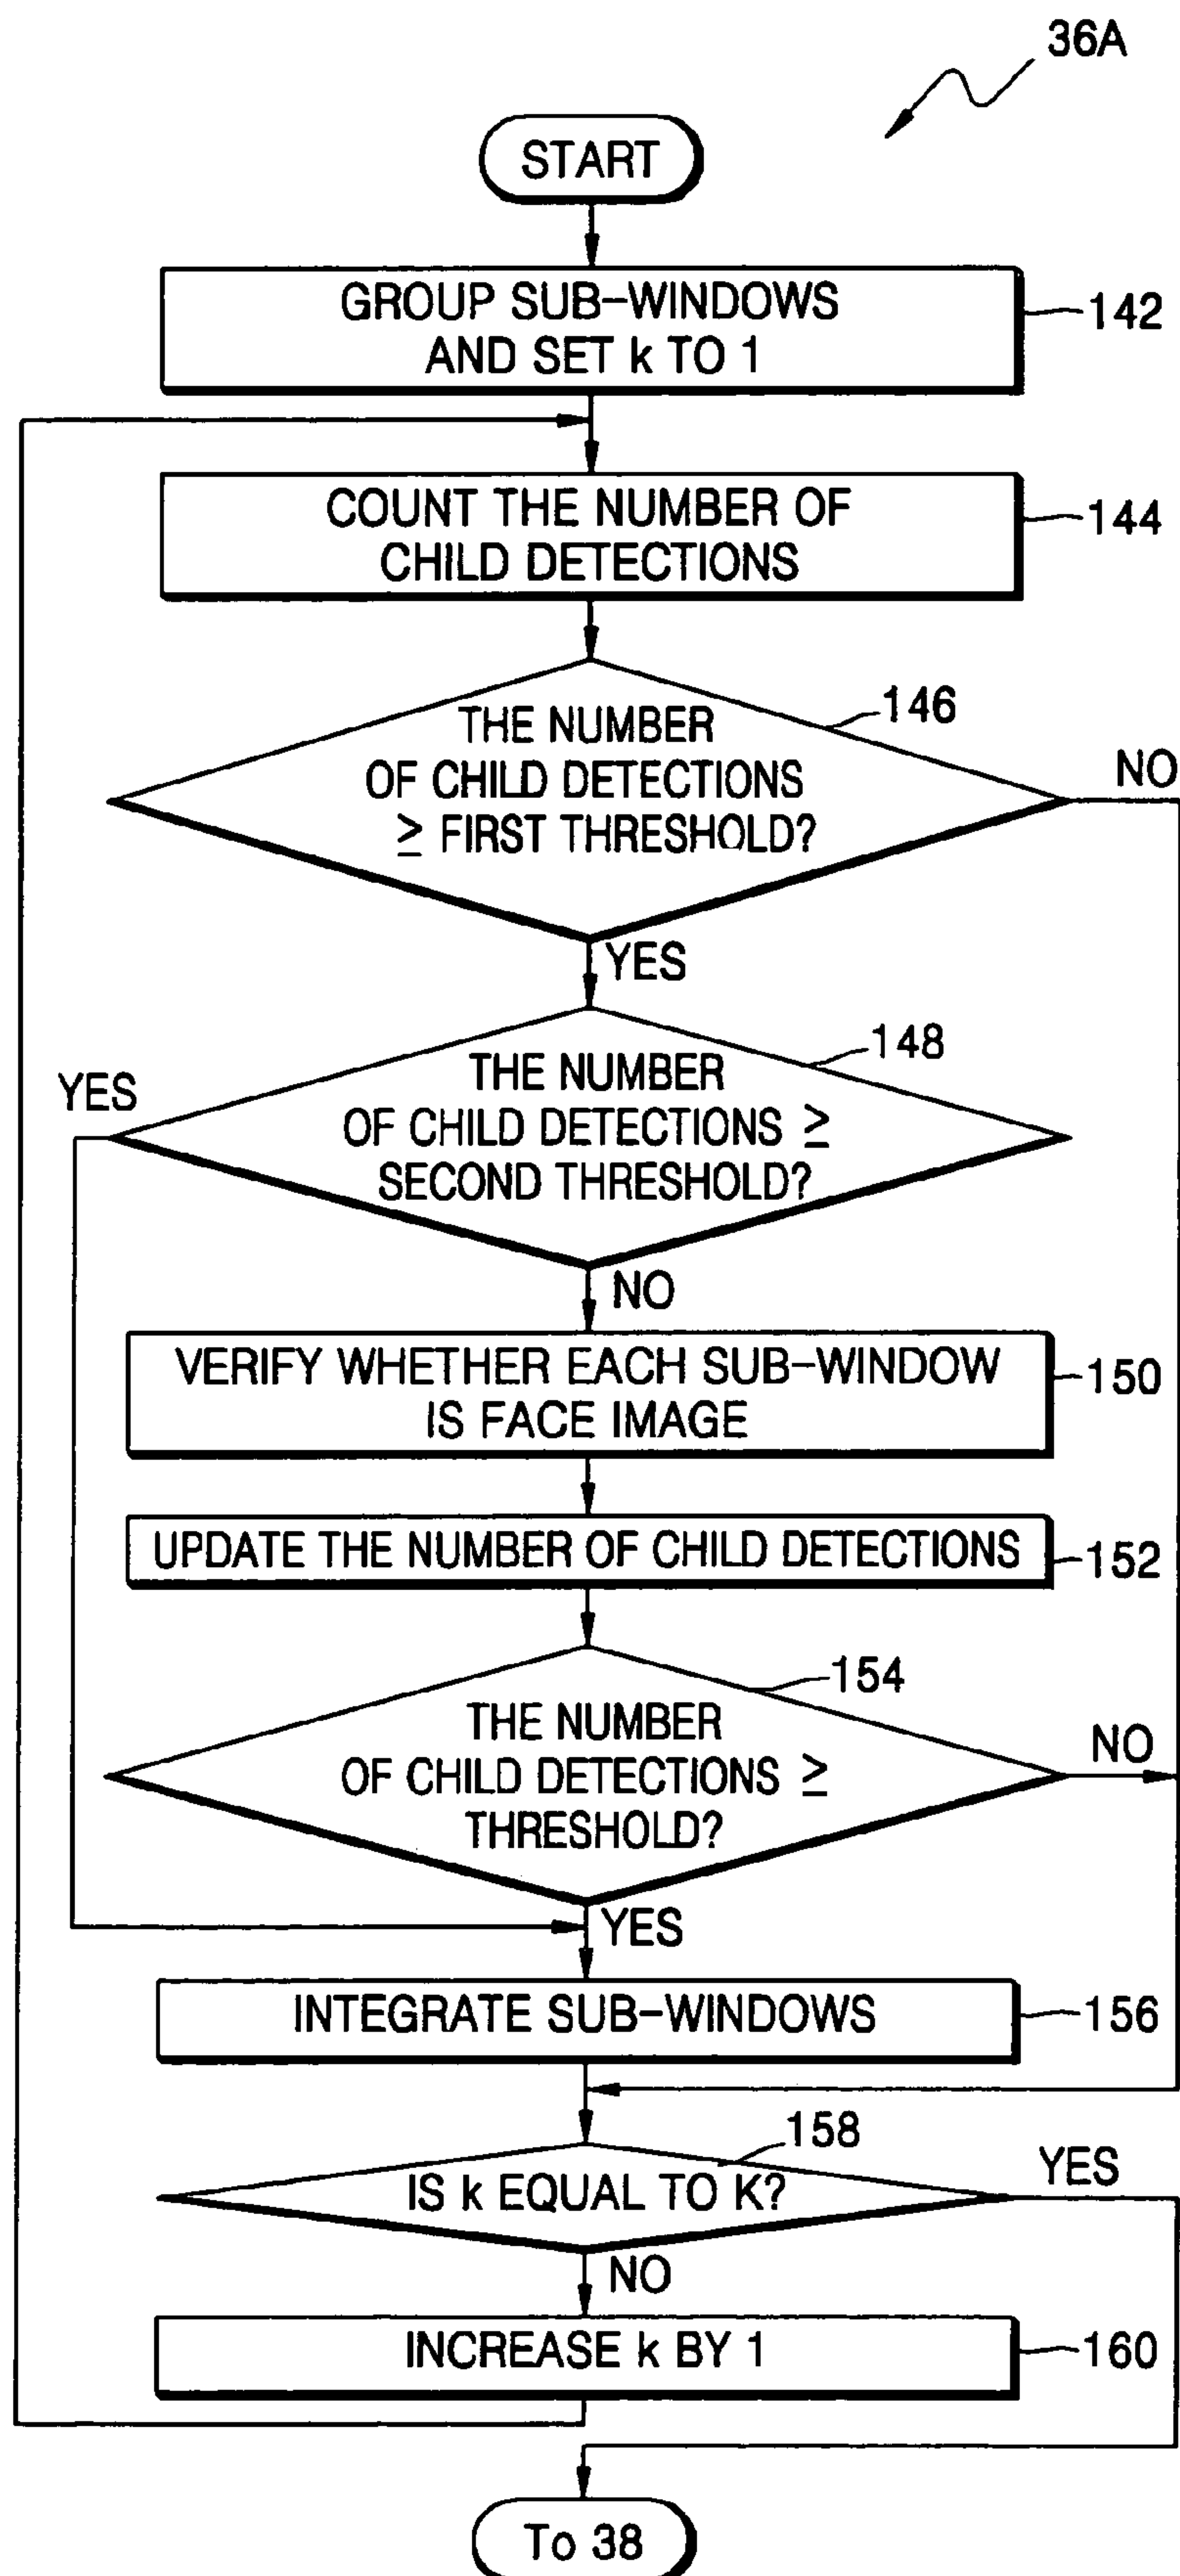 36A
START
GROUP SUB-WINDOWS
AND SET k TO 1
142
COUNT THE NUMBER OF
CHILD DETECTIONS
144
THE NUMBER
OF CHILD DETECTIONS
≥ FIRST THRESHOLD?
146
NO
YES
THE NUMBER
OF CHILD DETECTIONS ≥
SECOND THRESHOLD?
148
YES
NO
VERIFY WHETHER EACH SUB-WINDOW
IS FACE IMAGE
150
UPDATE THE NUMBER OF CHILD DETECTIONS
152
THE NUMBER
OF CHILD DETECTIONS ≥
THRESHOLD?
154
NO
YES
INTEGRATE SUB-WINDOWS
156
IS k EQUAL TO K?
158
YES
NO
INCREASE k BY 1
160
To 38